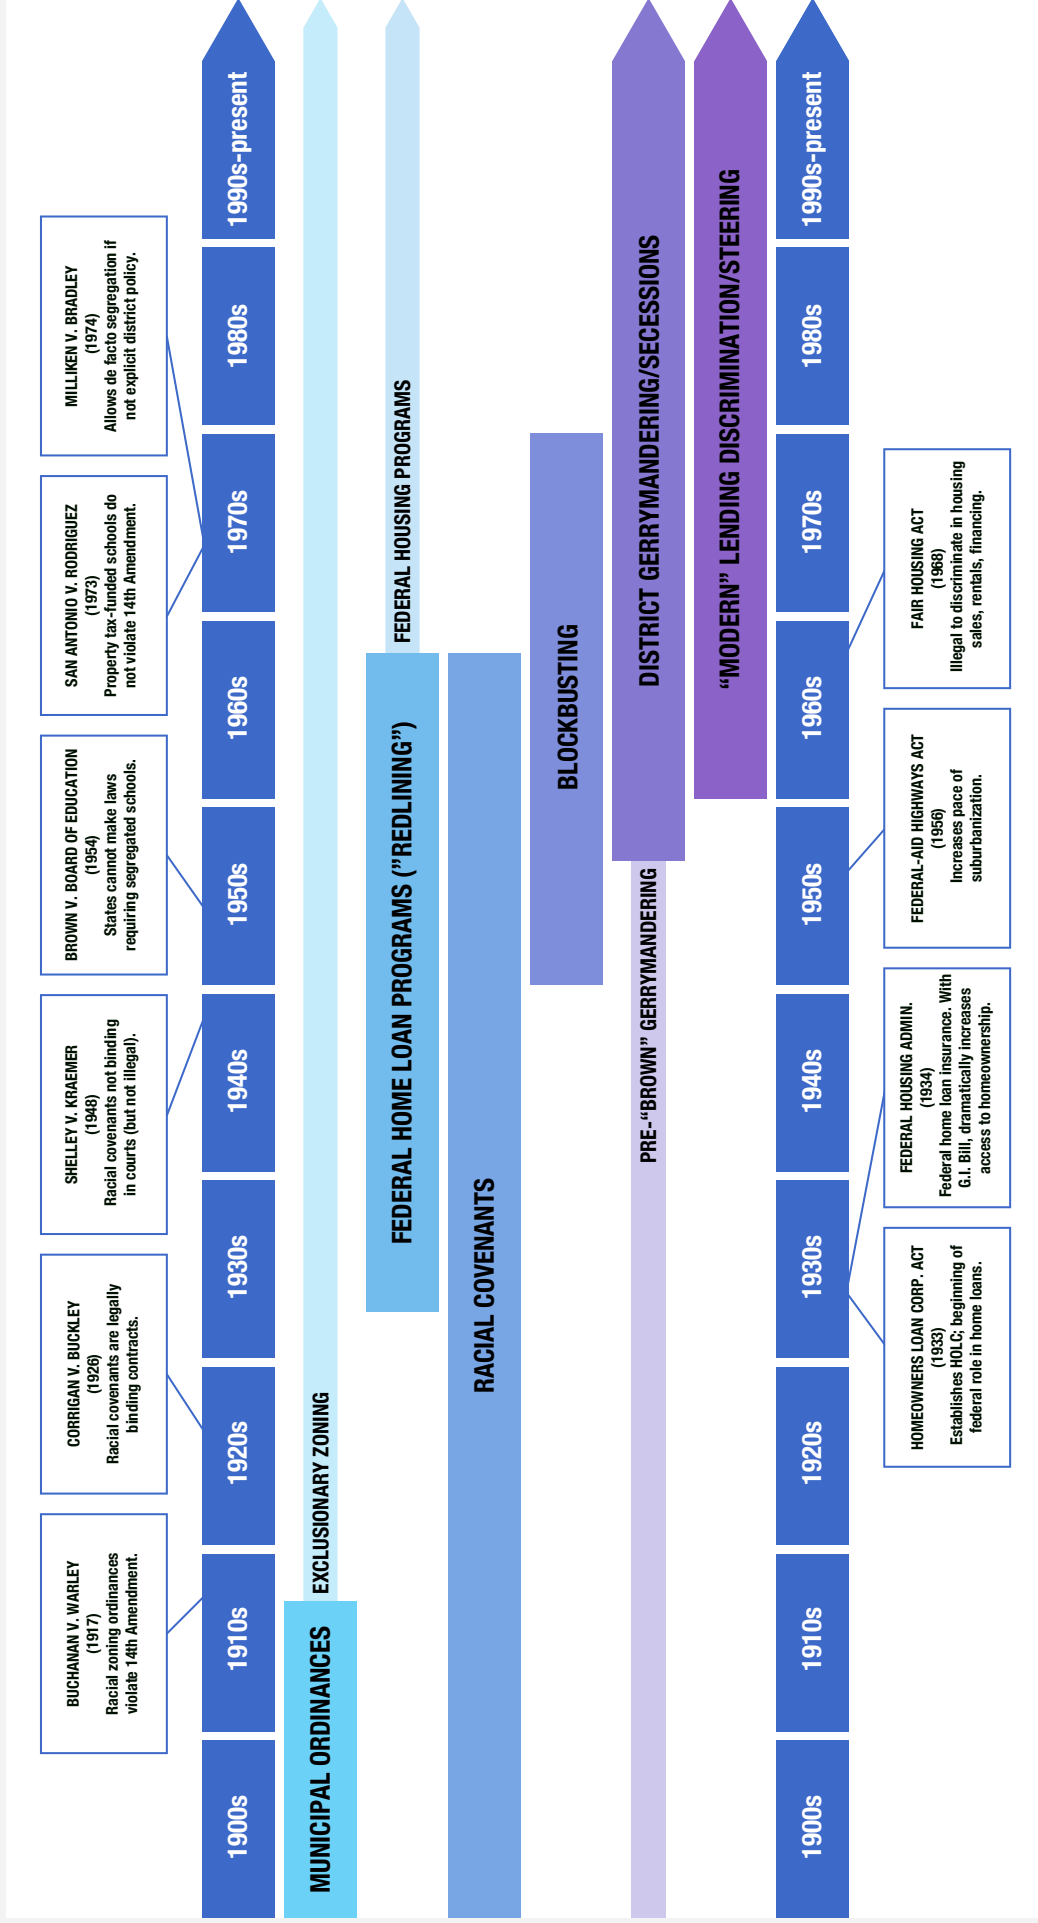 BUCHANAN V. WARLEY
(1917)
Racial zoning ordinances
violate 14th Amendment.
CORRIGAN V. BUCKLEY
(1926)
Racial covenants are legally
binding contracts.
SHELLEY V. KRAEMER
(1948)
Racial covenants not binding
in courts (but not illegal).
BROWN V. BOARD OF EDUCATION
(1954)
States cannot make laws
requiring segregated schools.
SAN ANTONIO V. RODRIGUEZ
(1973)
Property tax-funded schools do
not violate 14th Amendment.
MILLIKEN V. BRADLEY
(1974)
Allows de facto segregation if
not explicit district policy.
1900s
1910s
1920s
1930s
1940s
1950s
1960s
1970s
1980s
1990s-present
MUNICIPAL ORDINANCES
EXCLUSIONARY ZONING
FEDERAL HOME LOAN PROGRAMS ("REDLINING”)
FEDERAL HOUSING PROGRAMS
RACIAL COVENANTS
BLOCKBUSTING
PRE-“BROWN” GERRYMANDERING
DISTRICT GERRYMANDERING/SECESSIONS
“MODERN” LENDING DISCRIMINATION/STEERING
1900s
1910s
1920s
1930s
1940s
1950s
1960s
1970s
1980s
1990s-present
HOMEOWNERS LOAN CORP. ACT
(1933)
Establishes HOLC; beginning of
federal role in home loans.
FEDERAL HOUSING ADMIN.
(1934)
Federal home loan insurance. With
G.I. Bill, dramatically increases
access to homeownership.
FEDERAL-AID HIGHWAYS ACT
(1956)
Increases pace of
suburbanization.
FAIR HOUSING ACT
(1968)
Illegal to discriminate in housing
sales, rentals, financing.